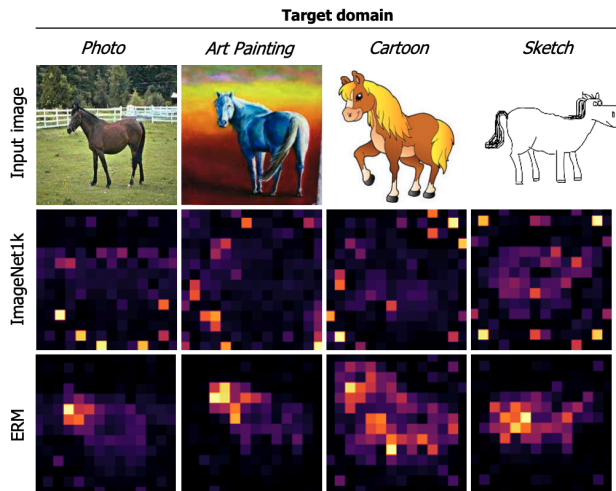 Target domain
Photo Art Painting Cartoon Sketch
Input image
ImageNet1k
ERM